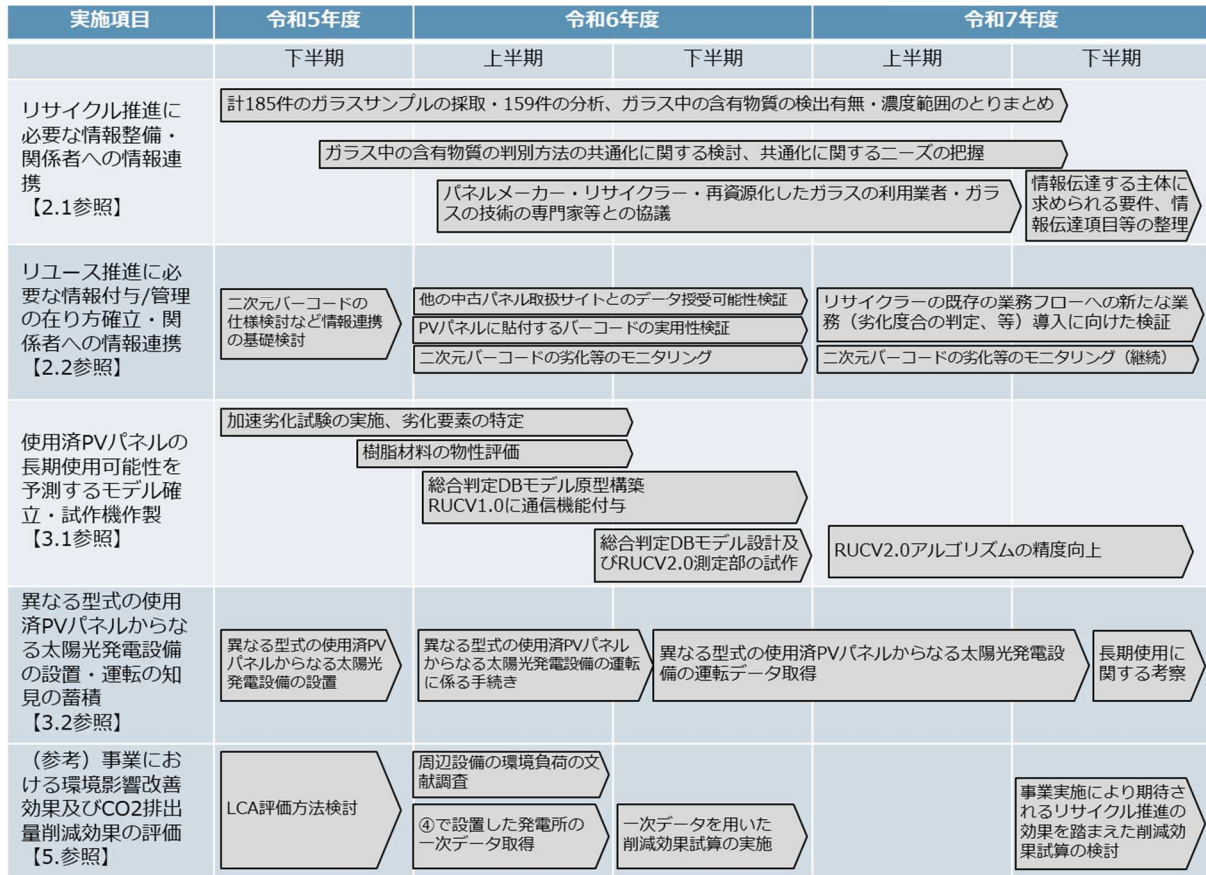 実施項目
令和5年度
令和6年度
令和7年度
下半期
上半期
下半期
上半期
下半期
リサイクル推進に
必要な情報整備・
関係者への情報連
携
【2.1参照】
計185件のガラスサンプルの採取・159件の分析、ガラス中の含有物質の検出有無・濃度範囲のとりまとめ
ガラス中の含有物質の判別方法の共通化に関する検討、共通化に関するニーズの把握
パネルメーカー・リサイクラー・再資源化したガラスの利用業者・ガラ
スの技術の専門家等との協議
情報伝達する主体に
求められる要件、情
報伝達項目等の整理
リユース推進に必
要な情報付与/管理
の在り方確立・関
係者への情報連携
【2.2参照】
二次元バーコードの
仕様検討など情報連携
の基礎検討
他の中古パネル取扱サイトとのデータ授受可能性検証
PVパネルに貼付するバーコードの実用性検証
二次元バーコードの劣化等のモニタリング
リサイクラーの既存の業務フローへの新たな業
務（劣化度合の判定、等）導入に向けた検証
二次元バーコードの劣化等のモニタリング（継続）
使用済PVパネルの
長期使用可能性を
予測するモデル確
立・試作機作製
【3.1参照】
加速劣化試験の実施、劣化要素の特定
樹脂材料の物性評価
総合判定DBモデル原型構築
RUCV1.0に通信機能付与
総合判定DBモデル設計及
びRUCV2.0測定部の試作
RUCV2.0アルゴリズムの精度向上
異なる型式の使用
済PVパネルからな
る太陽光発電設備
の設置・運転の知
見の蓄積
【3.2参照】
異なる型式の使用済PV
パネルからなる太陽光
発電設備の設置
異なる型式の使用済PVパネル
からなる太陽光発電設備の運転
に係る手続き
異なる型式の使用済PVパネルからなる太陽光発電設
備の運転データ取得
長期使用に
関する考察
（参考）事業にお
ける環境影響改善
効果及びCO2排出
量削減効果の評価
【5.参照】
LCA評価方法検討
周辺設備の環境負荷の文
献調査
④で設置した発電所の
一次データ取得
一次データを用いた
削減効果試算の実施
事業実施により期待さ
れるリサイクル推進の
効果を踏まえた削減効
果試算の検討